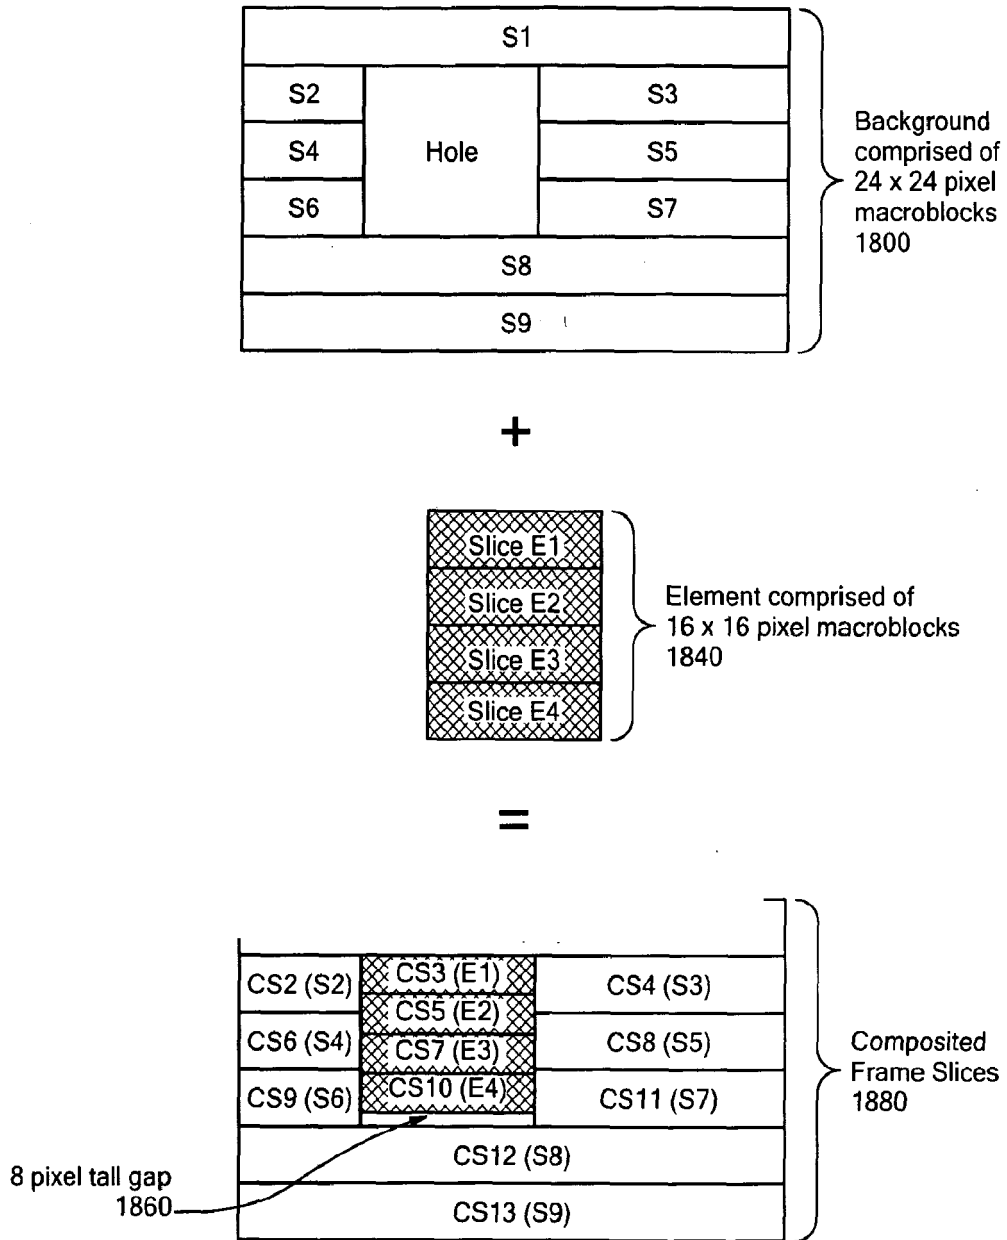 S1
S2
S3
S4
Hole
S5
S6
S7
S8
S9
Background
comprised of
24 x 24 pixel
macroblocks
1800
+
Slice E1
Slice E2
Slice E3
Slice E4
Element comprised of
16 x 16 pixel macroblocks
1840
=
CS2 (S2)
CS3 (E1)
CS4 (S3)
CS5 (E2)
CS6 (S4)
CS7 (E3)
CS8 (S5)
CS9 (S6)
CS10 (E4)
CS11 (S7)
CS12 (S8)
CS13 (S9)
Composited
Frame Slices
1880
8 pixel tall gap
1860